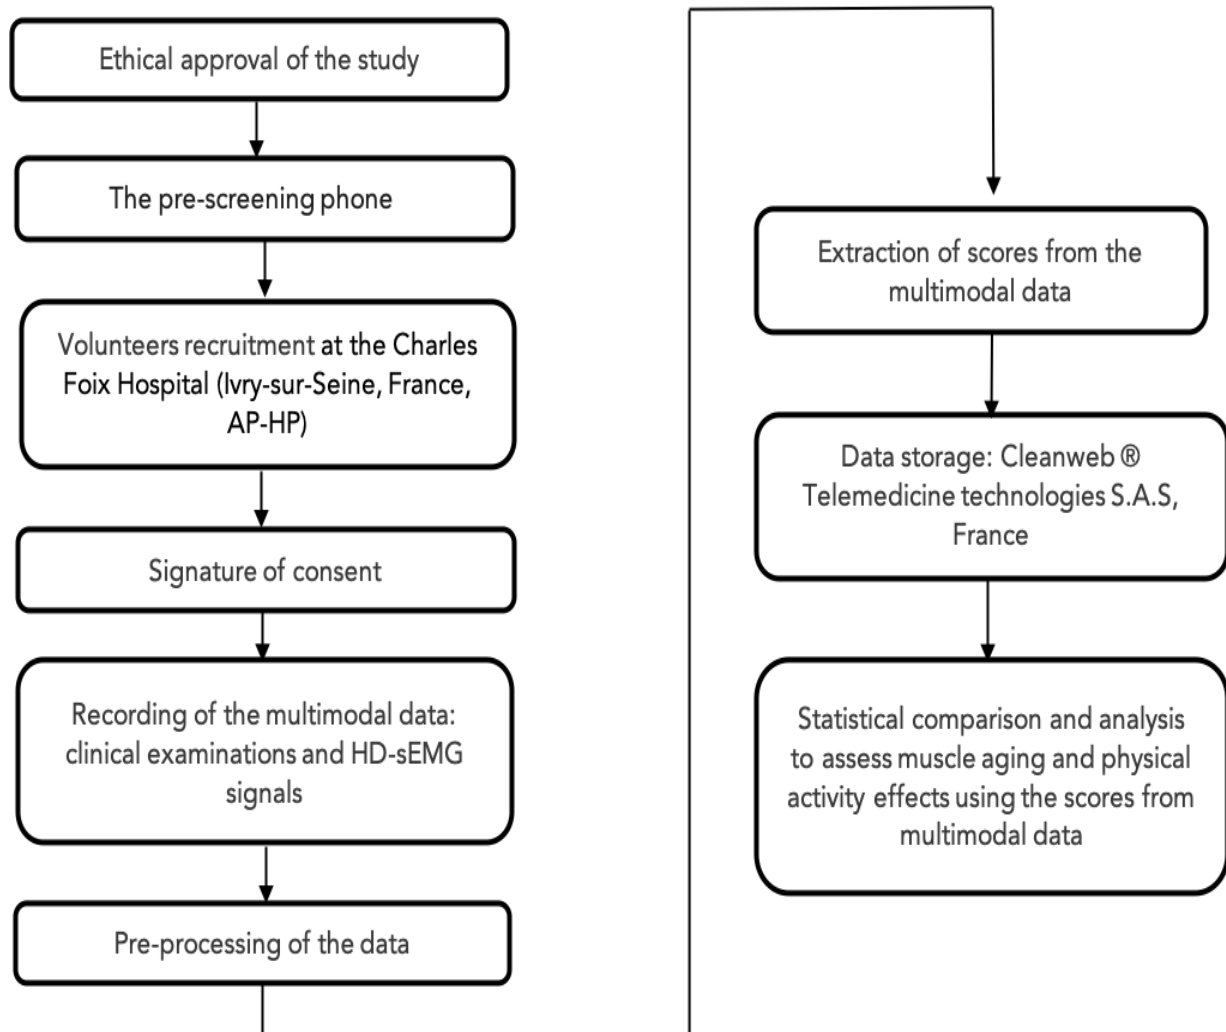 Ethical approval of the study
The pre-screening phone
Volunteers recruitment at the Charles
Foix Hospital (Ivry-sur-Seine, France,
AP-HP)
Signature of consent
Recording of the multimodal data:
clinical examinations and HD-sEMG
signals
Pre-processing of the data
Extraction of scores from the
multimodal data
Data storage: Cleanweb ®
Telemedicine technologies S.A.S,
France
Statistical comparison and analysis
to assess muscle aging and physical
activity effects using the scores from
multimodal data